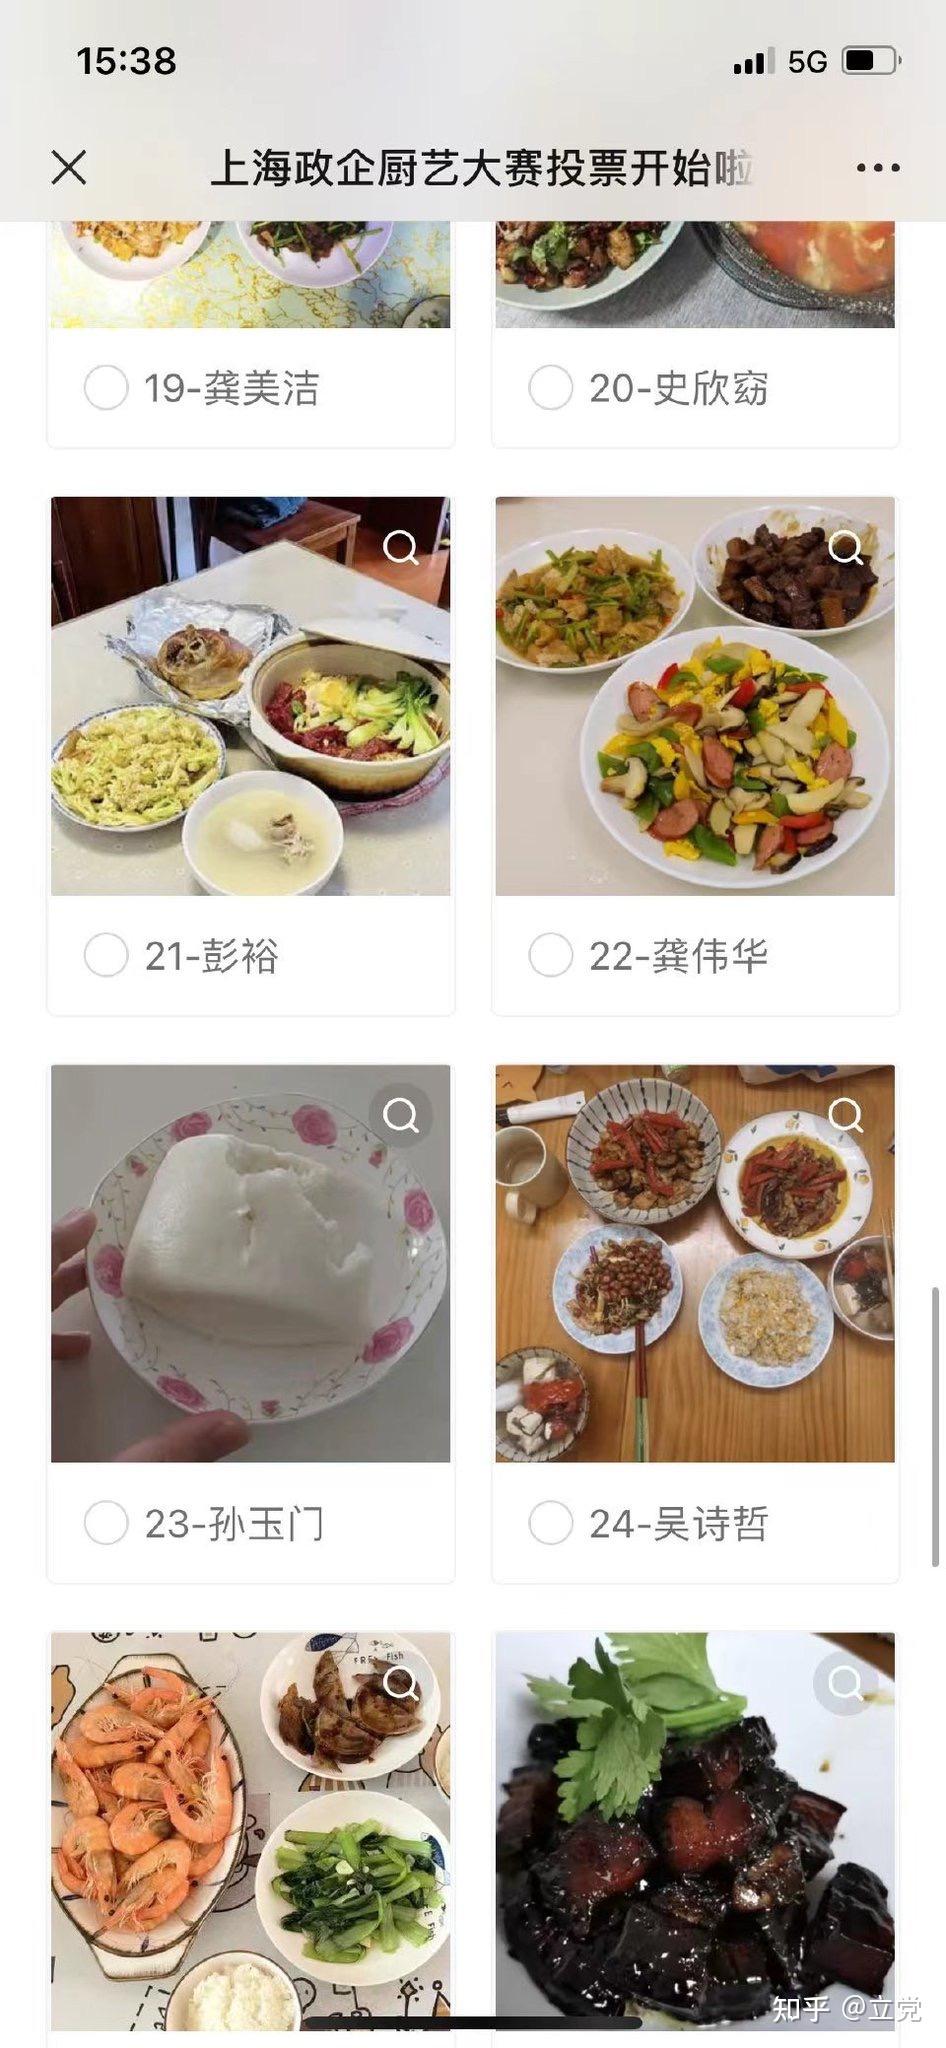 15:38
5G
上海政企厨艺大赛投票开始啦
19-龚美洁
20-史欣窈
21-彭裕
22-龚伟华
23-孙玉门
24-吴诗哲
Fish
知乎 @立党